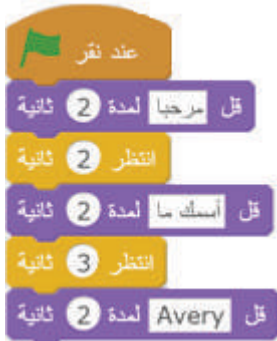 عند نقر
قل مرحبا لمدة 2 ثانية
انتظر 2 ثانية
قل أسمك ما لمدة 2 ثانية
انتظر 3 ثانية
قل Avery لمدة 2 ثانية